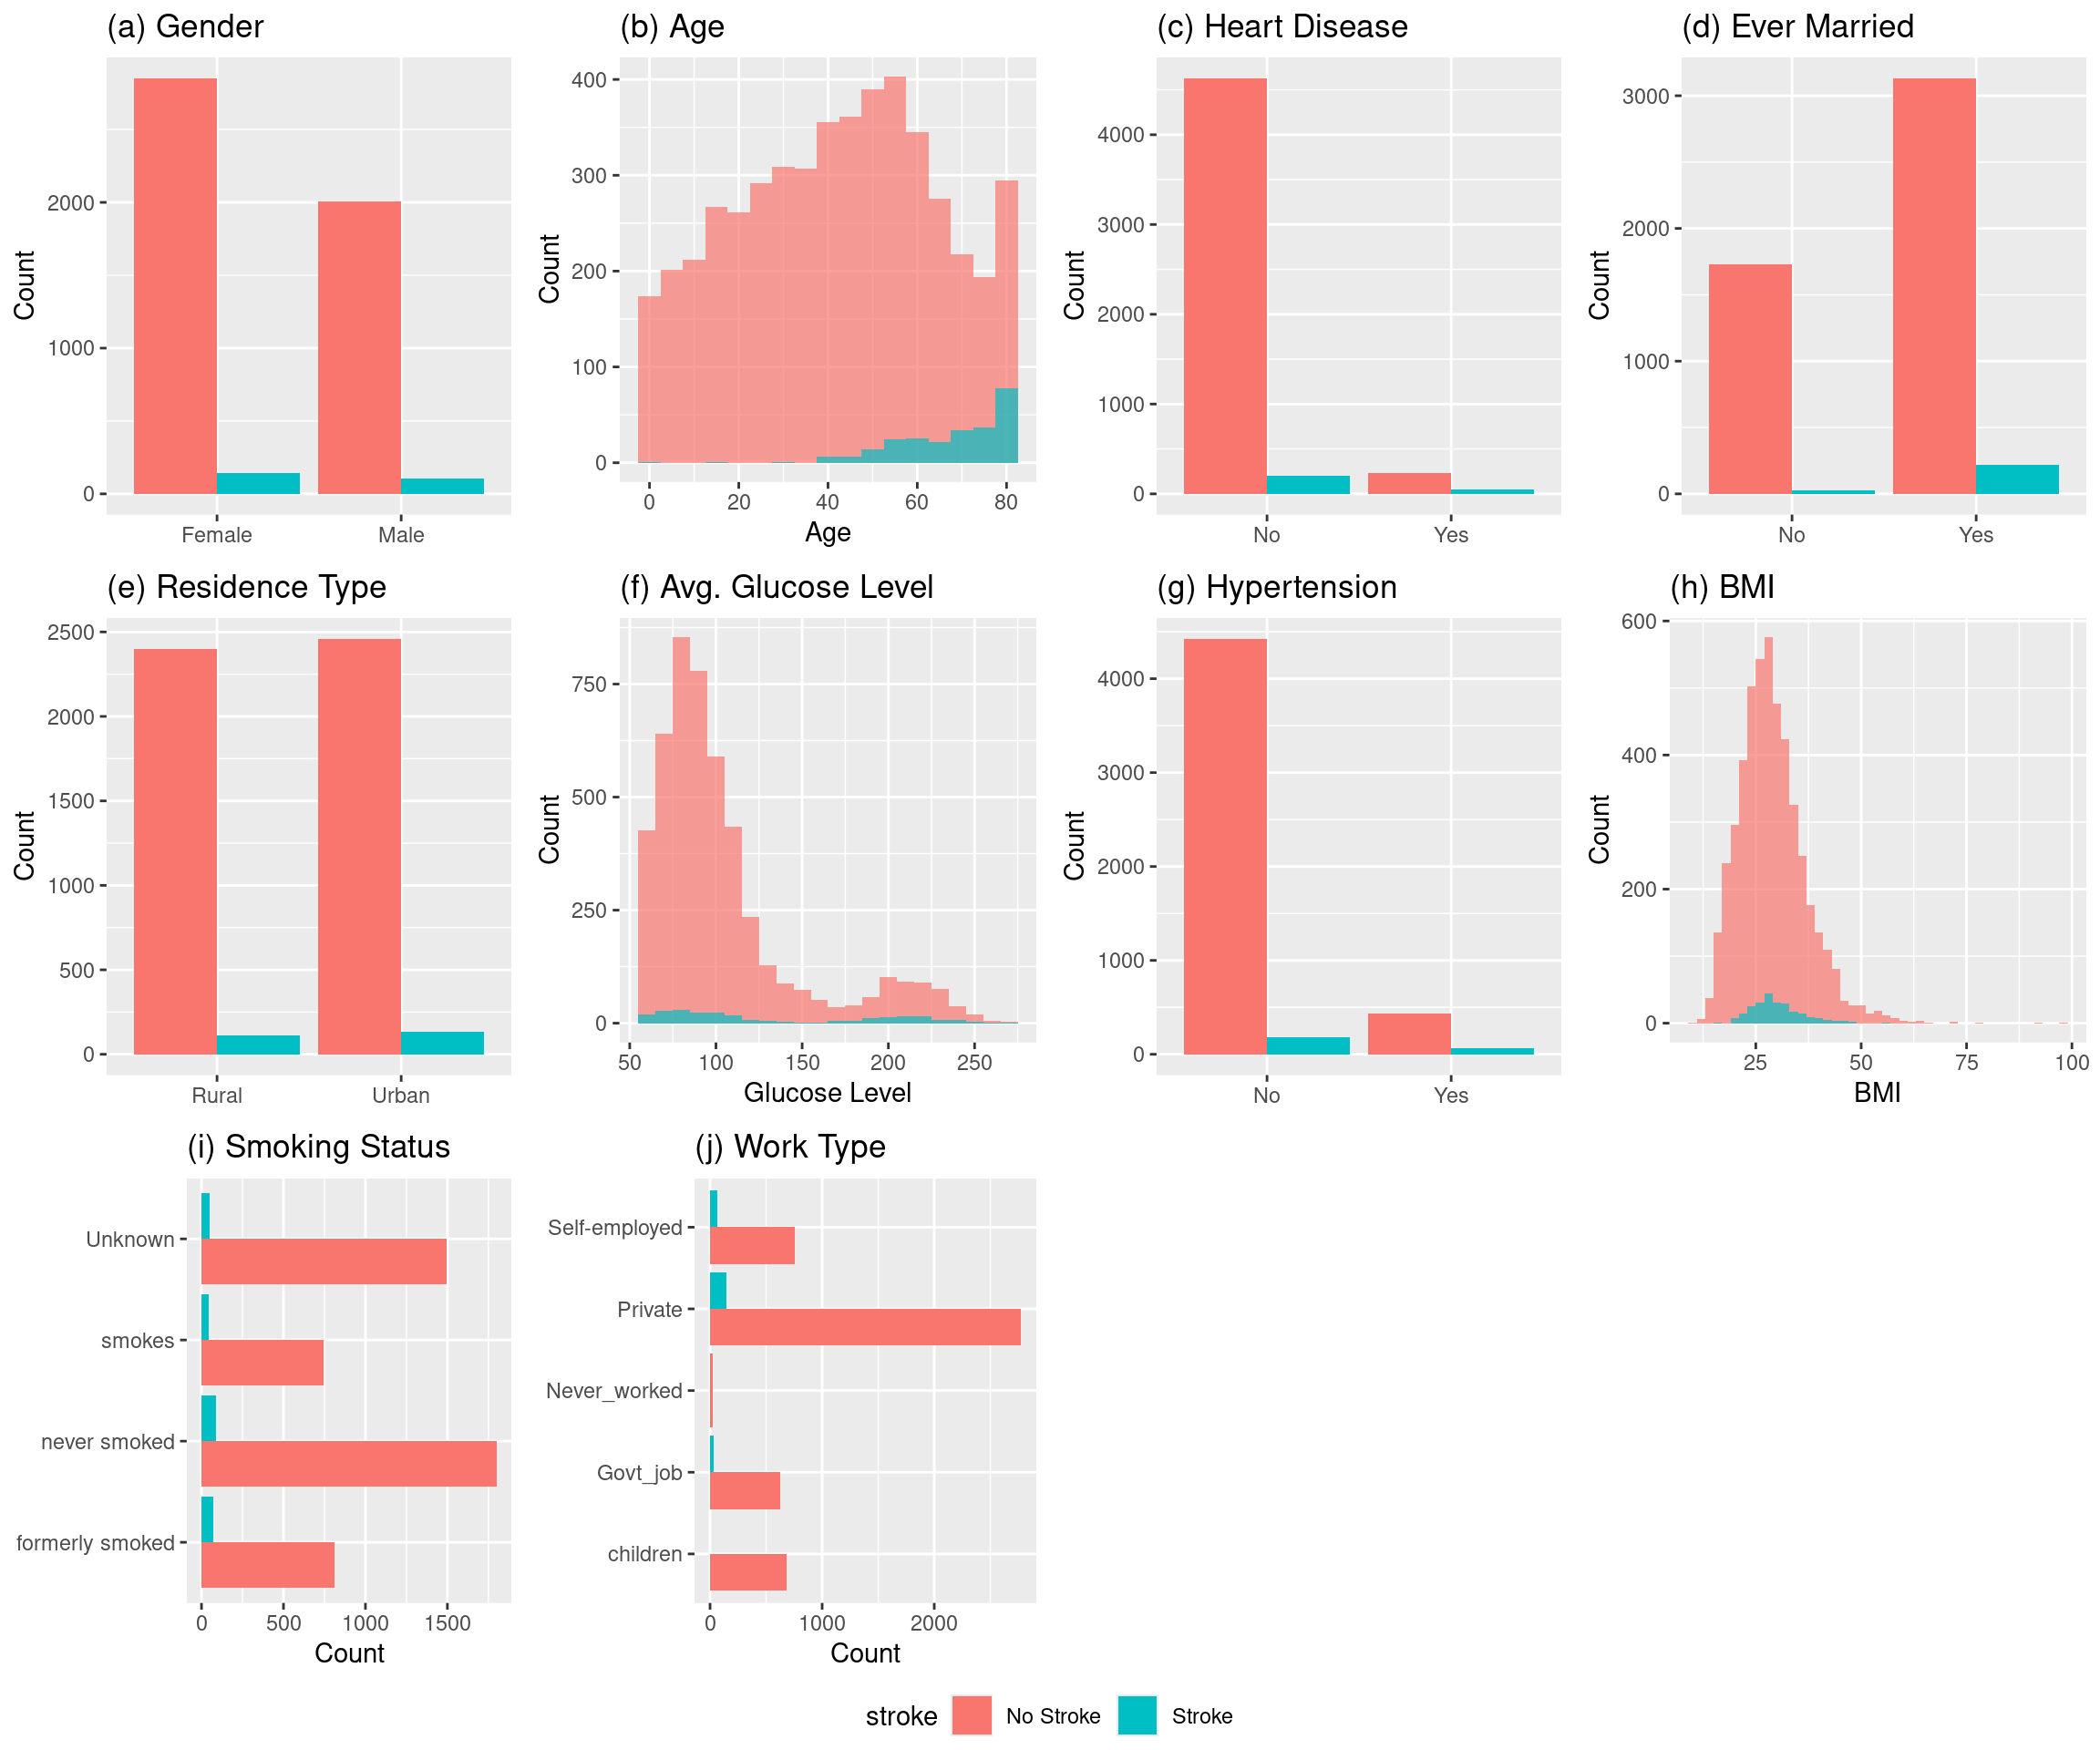 (a) Gender
Count
2000
1000
0
Female
Male
(b) Age
Count
400
300
200
100
0
0
20
40
60
80
Age
(c) Heart Disease
Count
4000
3000
2000
1000
0
No
Yes
(d) Ever Married
Count
3000
2000
1000
0
No
Yes
(e) Residence Type
Count
2500
2000
1500
1000
500
0
Rural
Urban
(f) Avg. Glucose Level
Count
750
500
250
0
50
100
150
200
250
Glucose Level
(g) Hypertension
Count
4000
3000
2000
1000
0
No
Yes
(h) BMI
Count
600
400
200
0
25
50
75
100
BMI
(i) Smoking Status
Unknown
smokes
never smoked
formerly smoked
0
500
1000
1500
Count
(j) Work Type
Self-employed
Private
Never_worked
Govt_job
children
0
1000
2000
Count
stroke
No Stroke
Stroke